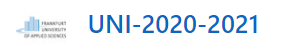 FRANKFURT
UNIVERSITY
OF APPLIED SCIENCES
UNI-2020-2021